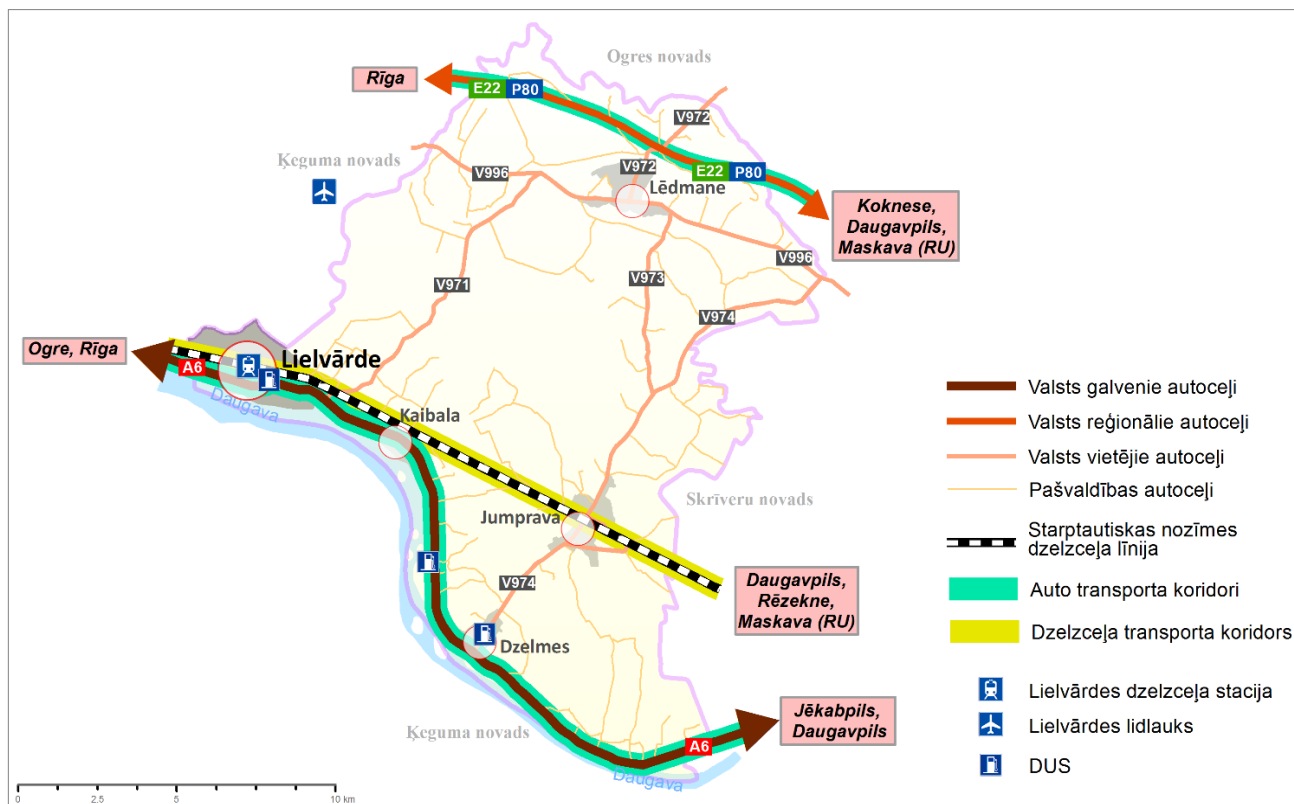 Ogres novads
Rīga
E22 P80
V972
Ķeguma novads
V996
V972
E22 P80
Lēdmane
Koknese,
Daugavpils,
Maskava (RU)
V996
V971
V973
V974
Ogre, Rīga
A6
Lielvārde
Daugava
Kaibala
Skrīveru novads
Jumprava
V974
Daugavpils,
Rēzekne,
Maskava (RU)
Dzelmes
Ķeguma novads
Jēkabpils,
Daugavpils
A6
Daugava
Valsts galvenie autoceļi
Valsts reģionālie autoceļi
Valsts vietējie autoceļi
Pašvaldības autoceļi
Starptautiskas nozīmes
dzelzceļa līnija
Auto transporta koridori
Dzelzceļa transporta koridors
Lielvārdes dzelzceļa stacija
Lielvārdes lidlauks
DUS
0 2.5 5 10 km